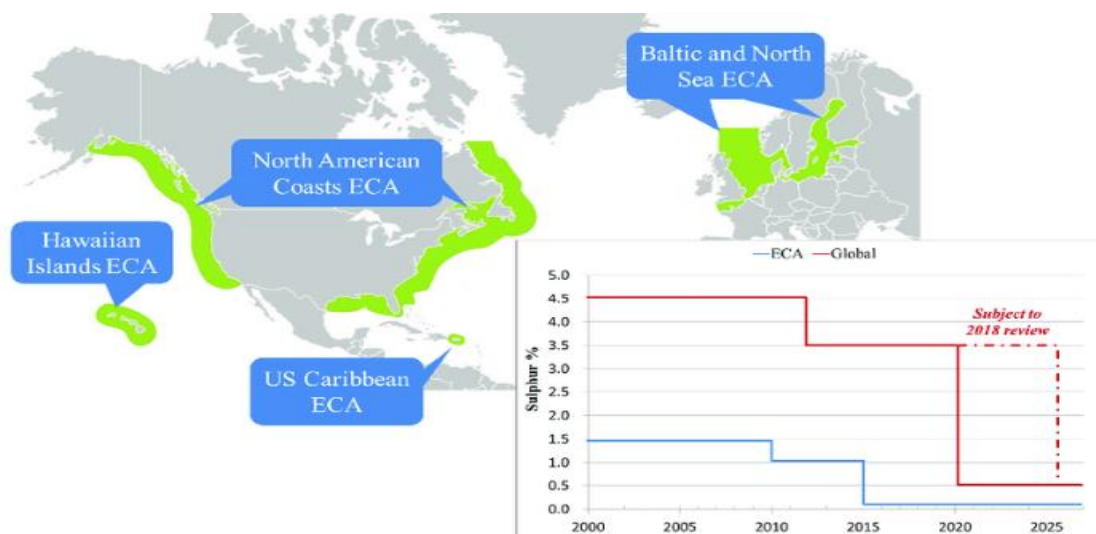 Baltic and North
Sea ECA
North American
Coasts ECA
Hawaiian
Islands ECA
US Caribbean
ECA
ECA
Global
Subject to
2018 review
Sulphur %
5.0
4.5
4.0
3.5
3.0
2.5
2.0
1.5
1.0
0.5
0.0
2000
2005
2010
2015
2020
2025